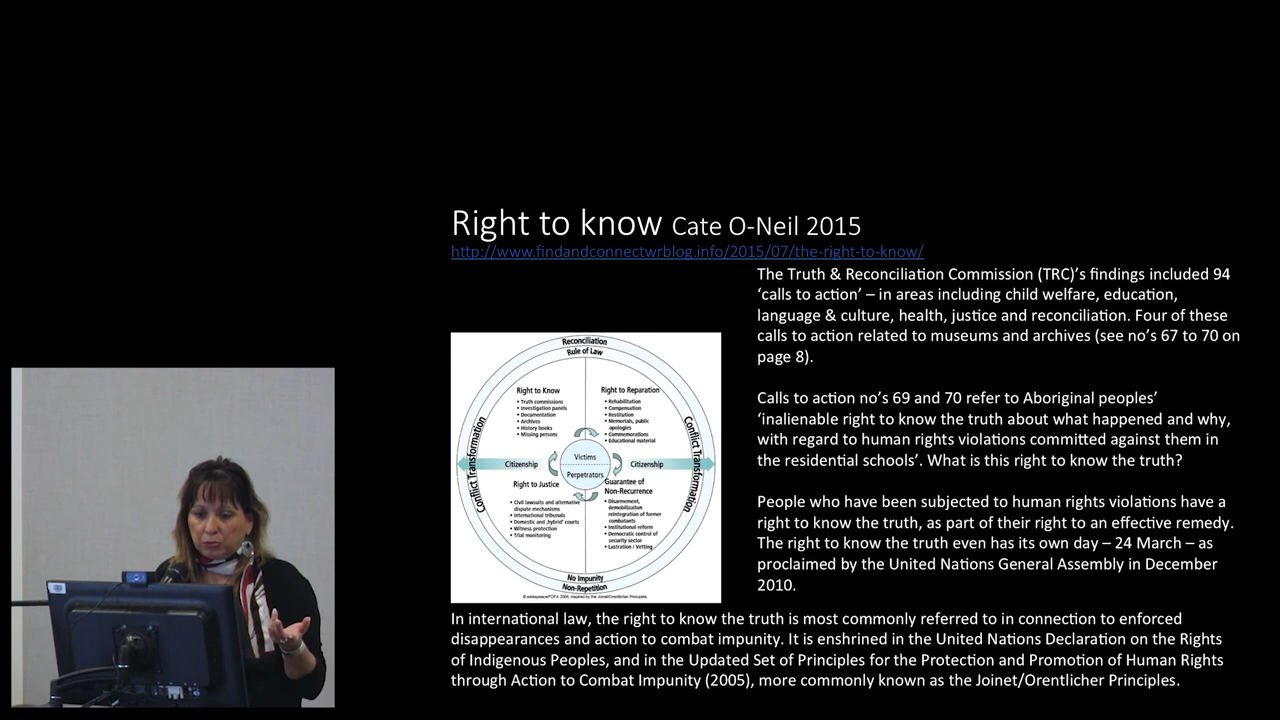 Right to know Cate O-Neil 2015
http://www.findandconnectwrblog.info/2015/07/the-right-to-know/
The Truth & Reconciliation Commission (TRC)'s findings included 94
‘calls to action’ – in areas including child welfare, education,
language & culture, health, justice and reconciliation. Four of these
calls to action related to museums and archives (see no's 67 to 70 on
page 8).
Calls to action no's 69 and 70 refer to Aboriginal peoples'
‘inalienable right to know the truth about what happened and why,
with regard to human rights violations committed against them in
the residential schools’. What is this right to know the truth?
People who have been subjected to human rights violations have a
right to know the truth, as part of their right to an effective remedy.
The right to know the truth even has its own day – 24 March – as
proclaimed by the United Nations General Assembly in December
2010.
Reconciliation
Rule of Law
Conflict Transformation
Conflict Transformation
Right to Know
• Truth commissions
• Investigation panels
• Documentation
• Archives
• History books
• Missing persons
Right to Reparation
• Rehabilitation
• Compensation
• Restitution
• Memorials, public
apologies
• Commemorations
• Educational material
Citizenship
Victims
Perpetrators
Citizenship
Right to Justice
• Civil lawsuits and alternative
dispute mechanisms
• International tribunals
• Domestic and ‚hybrid' courts
• Witness protection
• Trial monitoring
Guarantee of
Non-Recurrence
• Disarmement,
demobilizaiton
reintegration of former
combatants
• Institutional reform
• Democratic control of
security sector
• Lustration / Vetting
No Impunity
Non-Repetition
© swisspeace/FDFA 2006, inspired by the Joinet/Orentlicher Principles.
In international law, the right to know the truth is most commonly referred to in connection to enforced
disappearances and action to combat impunity. It is enshrined in the United Nations Declaration on the Rights
of Indigenous Peoples, and in the Updated Set of Principles for the Protection and Promotion of Human Rights
through Action to Combat Impunity (2005), more commonly known as the Joinet/Orentlicher Principles.